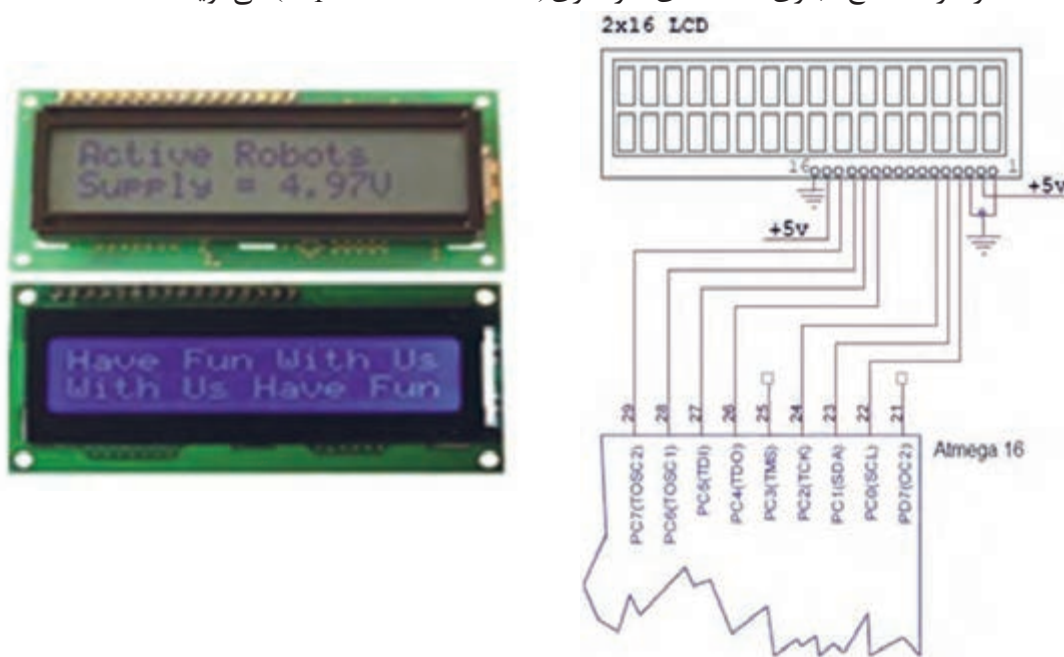 2x16 LCD
Active Robots
Supply = 4.97V
Have Fun With Us
With Us Have Fun
16
1
+5v
+5v
29
28
27
26
25
24
23
22
21
PC7(TOSC2)
PC6(TOSC1)
PC5(TDI)
PC4(TDO)
PC3(TMS)
PC2(TCK)
PC1(SDA)
PC0(SCL)
PD7(OC2)
Atmega 16